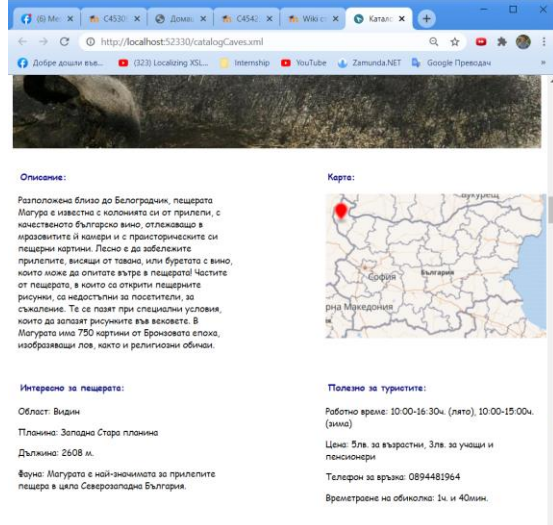 (6) Me
C4530
Домаш
C4542
Wiki с
Катало
http://localhost:52330/catalogCaves.xml
Добре дошли във...
(323) Localizing XSL...
Internship
YouTube
Zamunda.NET
Google Преводач
Описание:
Разположена близо до Белоградчик, пещерата
Магура е известна с колонията си от прилепи, с
качественото българско вино, отлежаващо в
мразовитите ѝ камери и с праисторическите си
пещерни картини. Лесно е да забележите
прилепите, висящи от тавана, или буретата с вино,
които може да опитате вътре в пещерата! Частите
от пещерата, в които са открити пещерните
рисунки, са недостъпни за посетители, за
съжаление. Те се пазят при специални условия,
които да запазят рисунките във вековете. В
Магурата има 750 картини от Бронзовата епоха,
изобразяващи лов, както и религиозни обичаи.
Карта:
Букурещ
София
България
рна Македония
Интересно за пещерата:
Област: Видин
Планина: Западна Стара планина
Дължина: 2608 м.
Фауна: Магурата е най-значимата за прилепите
пещера в цяла Северозападна България.
Полезно за туристите:
Работно време: 10:00-16:30ч. (лято), 10:00-15:00ч.
(зима)
Цена: 5лв. за възрастни, 3лв. за учащи и
пенсионери
Телефон за връзка: 0894481964
Времетраене на обиколка: 1ч. и 40мин.